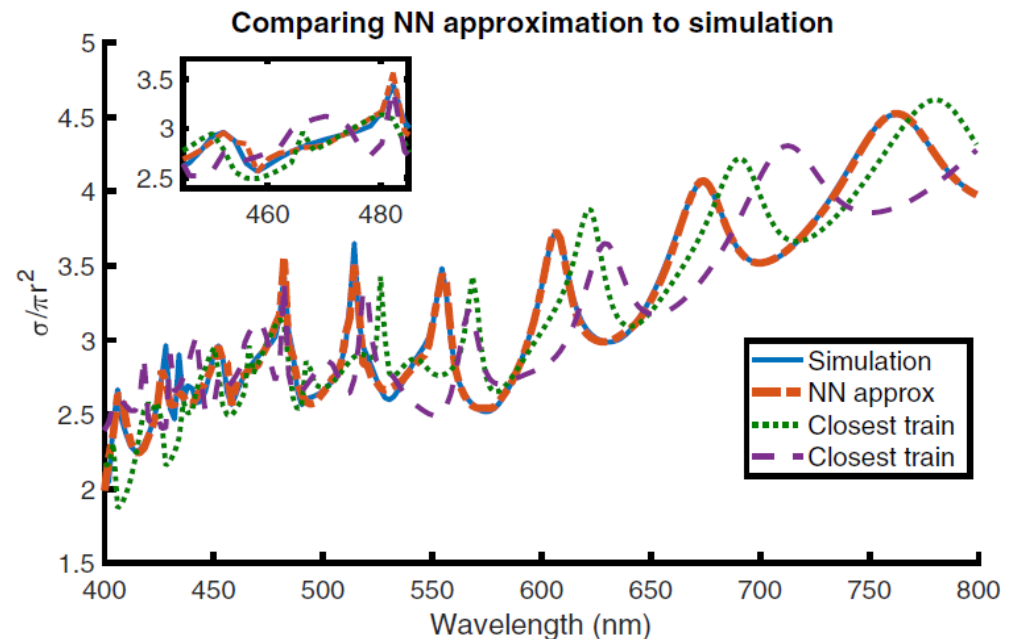 Comparing NN approximation to simulation
5
4.5
4
3.5
3
2.5
2
1.5
σ/πr²
3.5
3
2.5
460 480
Simulation
NN approx
Closest train
Closest train
400 450 500 550 600 650 700 750 800
Wavelength (nm)